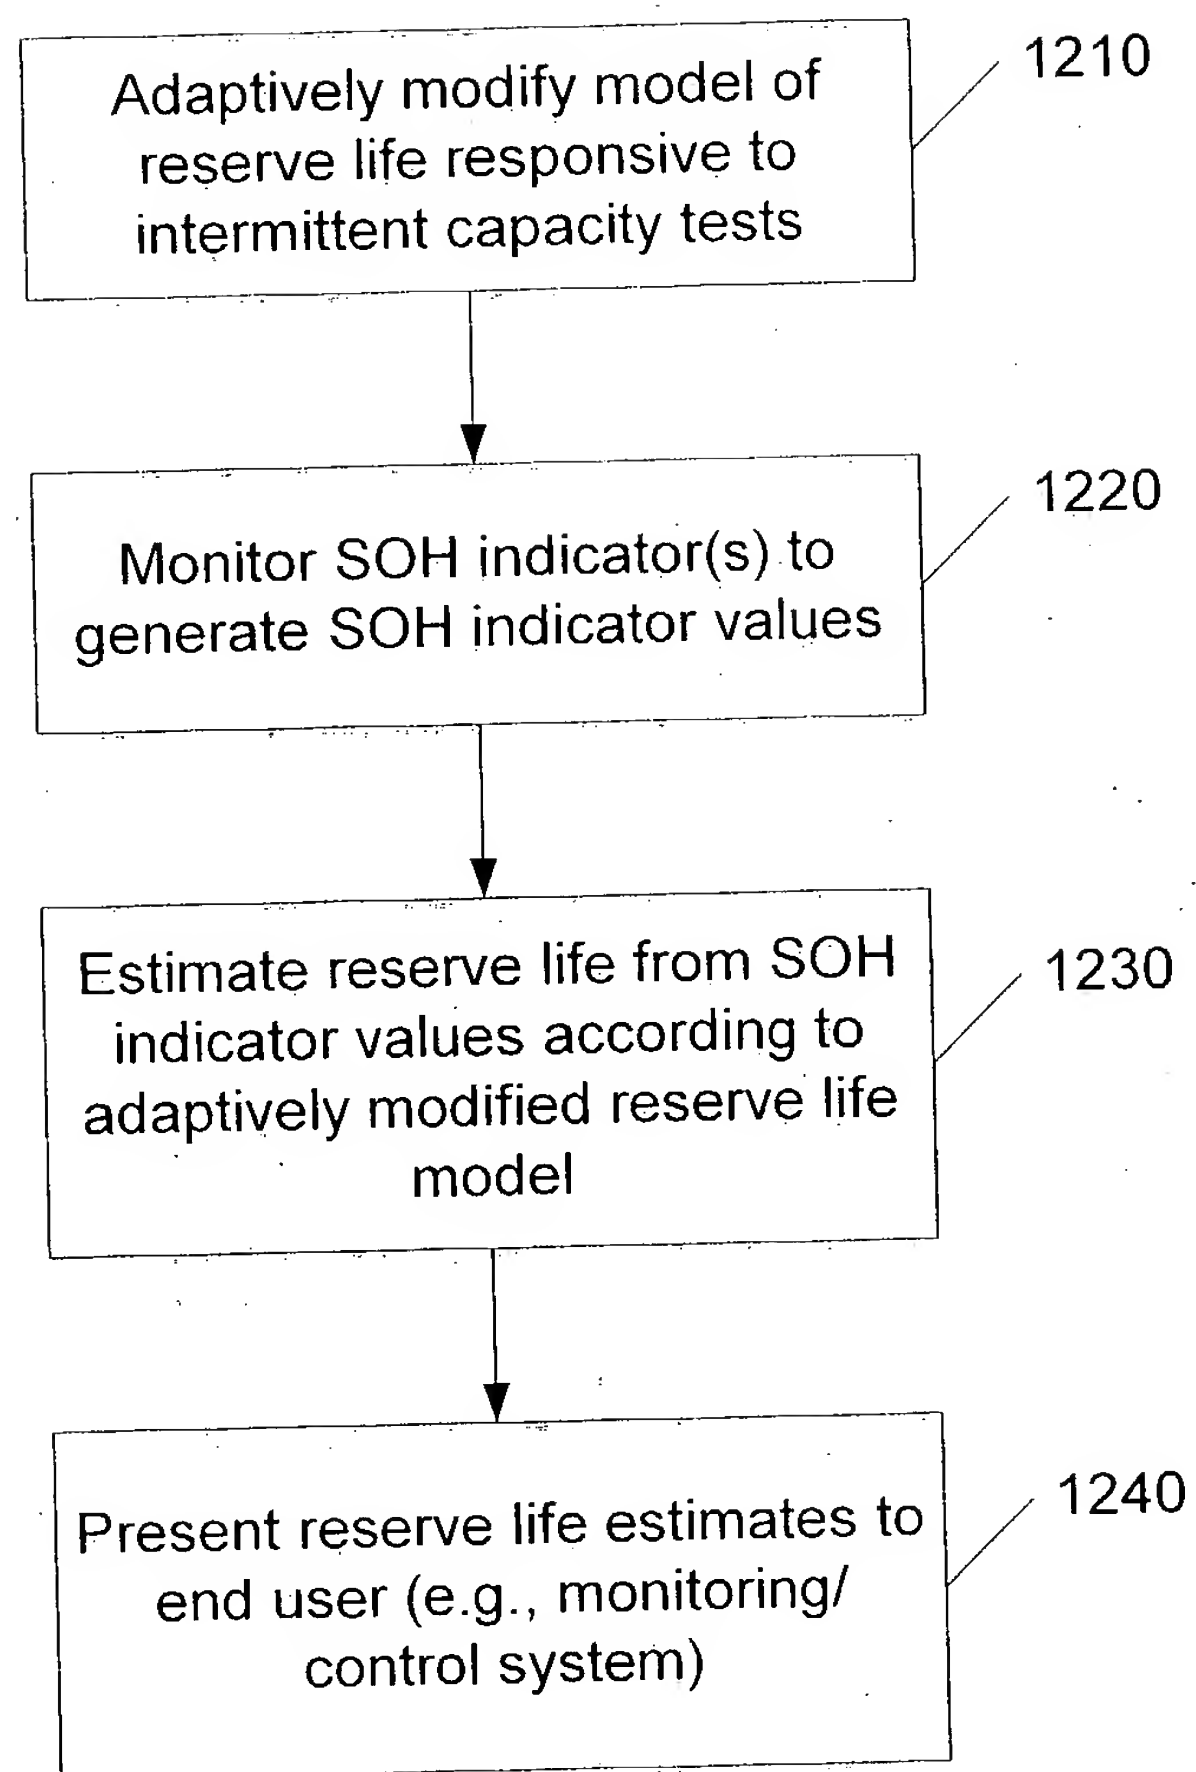 1210
Adaptively modify model of
reserve life responsive to
intermittent capacity tests
1220
Monitor SOH indicator(s) to
generate SOH indicator values
1230
Estimate reserve life from SOH
indicator values according to
adaptively modified reserve life
model
1240
Present reserve life estimates to
end user (e.g., monitoring/
control system)